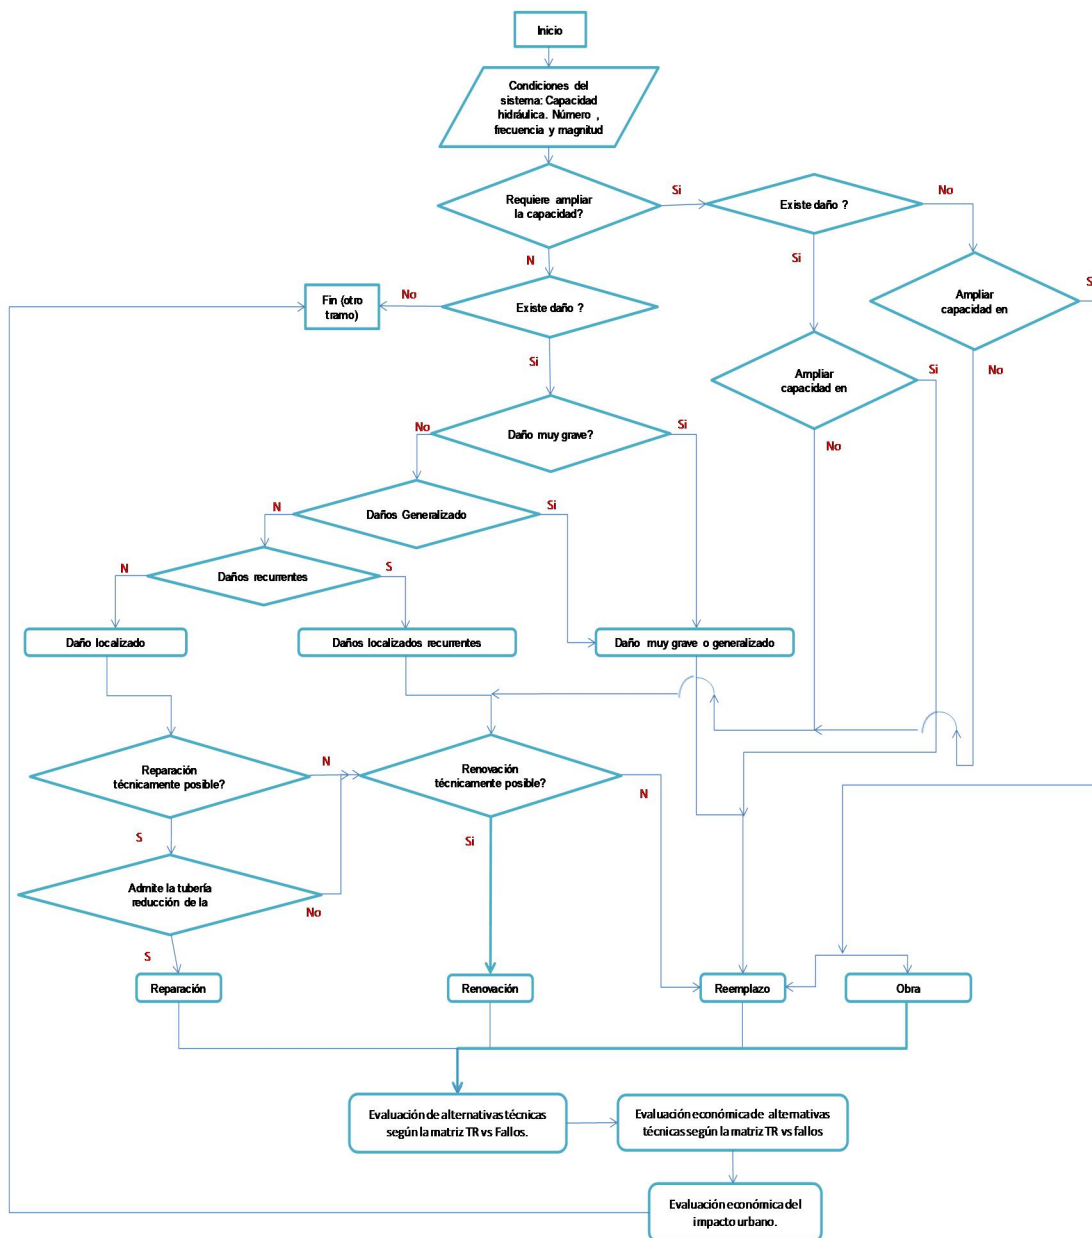 Inicio
Condiciones del
sistema: Capacidad
hidráulica. Número ,
frecuencia y magnitud
Requiere ampliar
la capacidad?
Si
Existe daño ?
No
Si
N
Ampliar
capacidad en
S
No
Fin (otro
tramo)
No
Existe daño ?
Si
Ampliar
capacidad en
Si
No
Daño muy grave?
No
Si
Daños Generalizado
N
Si
Daños recurrentes
N
S
Daño localizado
Daños localizados recurrentes
Daño muy grave o generalizado
Reparación
técnicamente posible?
N
S
Renovación
técnicamente posible?
N
Si
Admite la tubería
reducción de la
No
S
Reparación
Renovación
Reemplazo
Obra
Evaluación de alternativas técnicas
según la matriz TR vs Fallos.
Evaluación económica de alternativas
técnicas según la matriz TR vs fallos
Evaluación económica del
impacto urbano.